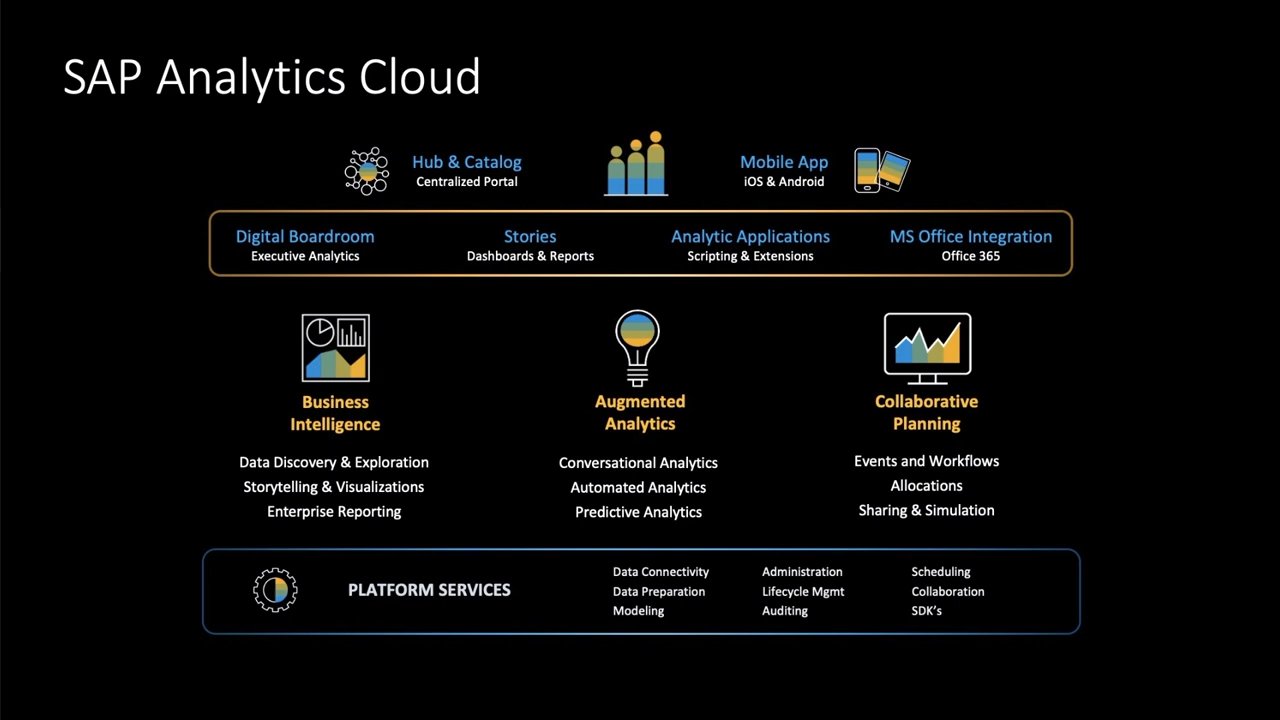 SAP Analytics Cloud
Hub & Catalog
Centralized Portal
Mobile App
iOS & Android
Digital Boardroom
Executive Analytics
Stories
Dashboards & Reports
Analytic Applications
Scripting & Extensions
MS Office Integration
Office 365
Business
Intelligence
Data Discovery & Exploration
Storytelling & Visualizations
Enterprise Reporting
Augmented
Analytics
Conversational Analytics
Automated Analytics
Predictive Analytics
Collaborative
Planning
Events and Workflows
Allocations
Sharing & Simulation
PLATFORM SERVICES
Data Connectivity
Data Preparation
Modeling
Administration
Lifecycle Mgmt
Auditing
Scheduling
Collaboration
SDK's